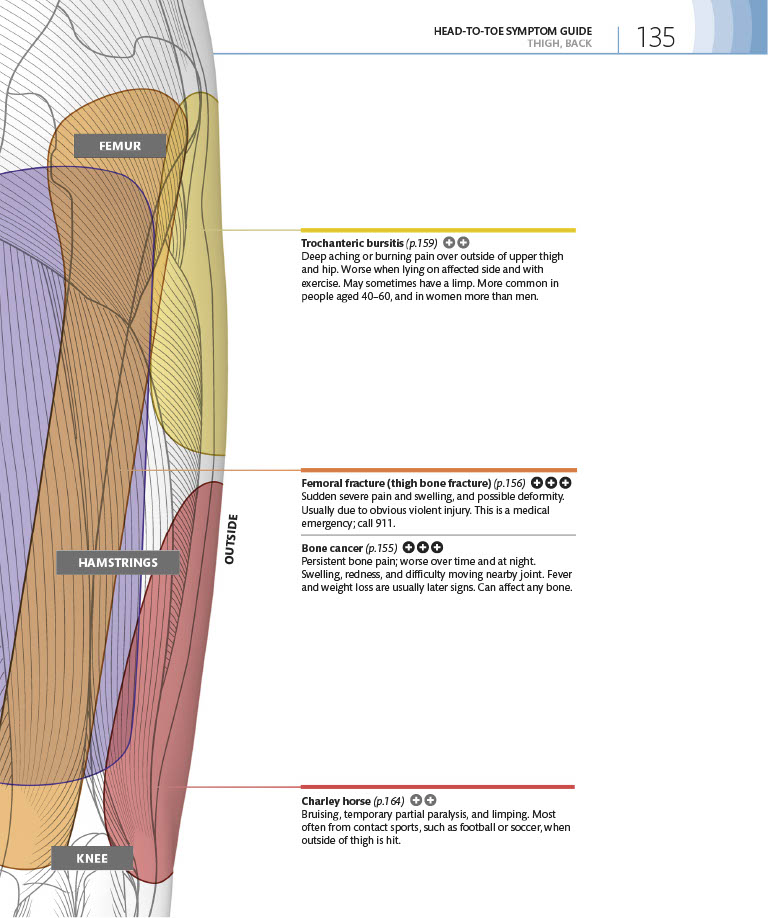 HEAD-TO-TOE SYMPTOM GUIDE
THIGH, BACK
135
FEMUR
Trochanteric bursitis (p.159)
Deep aching or burning pain over outside of upper thigh
and hip. Worse when lying on affected side and with
exercise. May sometimes have a limp. More common in
people aged 40–60, and in women more than men.
Femoral fracture (thigh bone fracture) (p.156)
Sudden severe pain and swelling, and possible deformity.
Usually due to obvious violent injury. This is a medical
emergency; call 911.
OUTSIDE
Bone cancer (p.155)
Persistent bone pain; worse over time and at night.
Swelling, redness, and difficulty moving nearby joint. Fever
and weight loss are usually later signs. Can affect any bone.
HAMSTRINGS
Charley horse (p.164)
Bruising, temporary partial paralysis, and limping. Most
often from contact sports, such as football or soccer, when
outside of thigh is hit.
KNEE